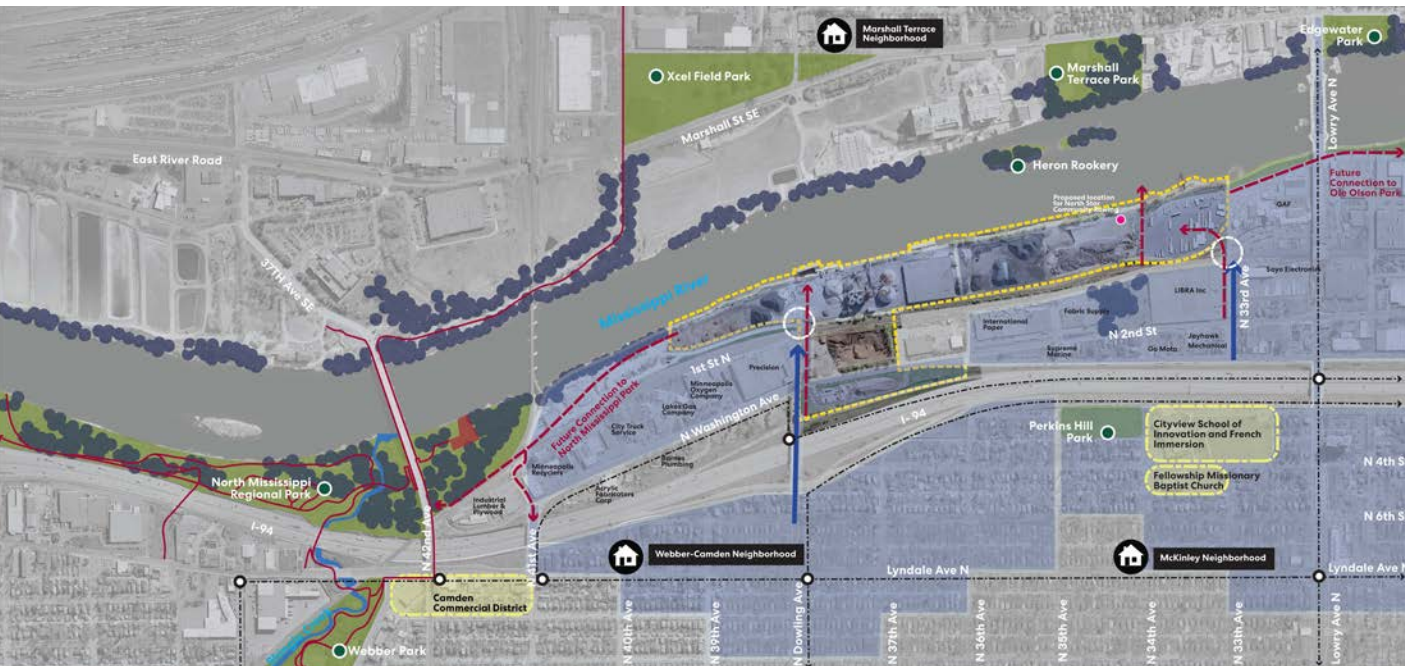 Marshall Terrace
Neighborhood
Edgewater
Park
Xcel Field Park
Marshall
Terrace Park
Marshall St SE
Lowry Ave N
East River Road
Heron Rookery
Future
Connection to
Ole Olson Park
Proposed location
for North Star
Community Rowing
GAF
37TH Ave SE
Mississippi River
N 33rd Ave
LIBRA Inc
Fabric Supply
International
Paper
N 2nd St
Jayhawk
Mechanical
Supreme
Go Moto
1st St N
Precision
Minneapolis
Oxygen
Company
Lakes Gas
Company
City Truck
Service
N Washington Ave
I-94
Future Connection to
North Mississippi Park
Barnes
Plumbing
Minneapolis
Recyclers
Acrylic
Fabricators
Corp
Industrial
Lumber &
Plywood
Perkins Hill
Park
Cityview School of
Innovation and French
Immersion
Fellowship Missionary
Baptist Church
N 4th S
N 6th S
North Mississippi
Regional Park
I-94
N 42nd Ave
N 41st Ave
Webber-Camden Neighborhood
McKinley Neighborhood
Lyndale Ave N
Lyndale Ave N
Camden
Commercial District
Webber Park
N 40th Ave
N 39th Ave
N Dowling Ave
N 37th Ave
N 36th Ave
N 35th Ave
N 34th Ave
N 33th Ave
Lowry Ave N